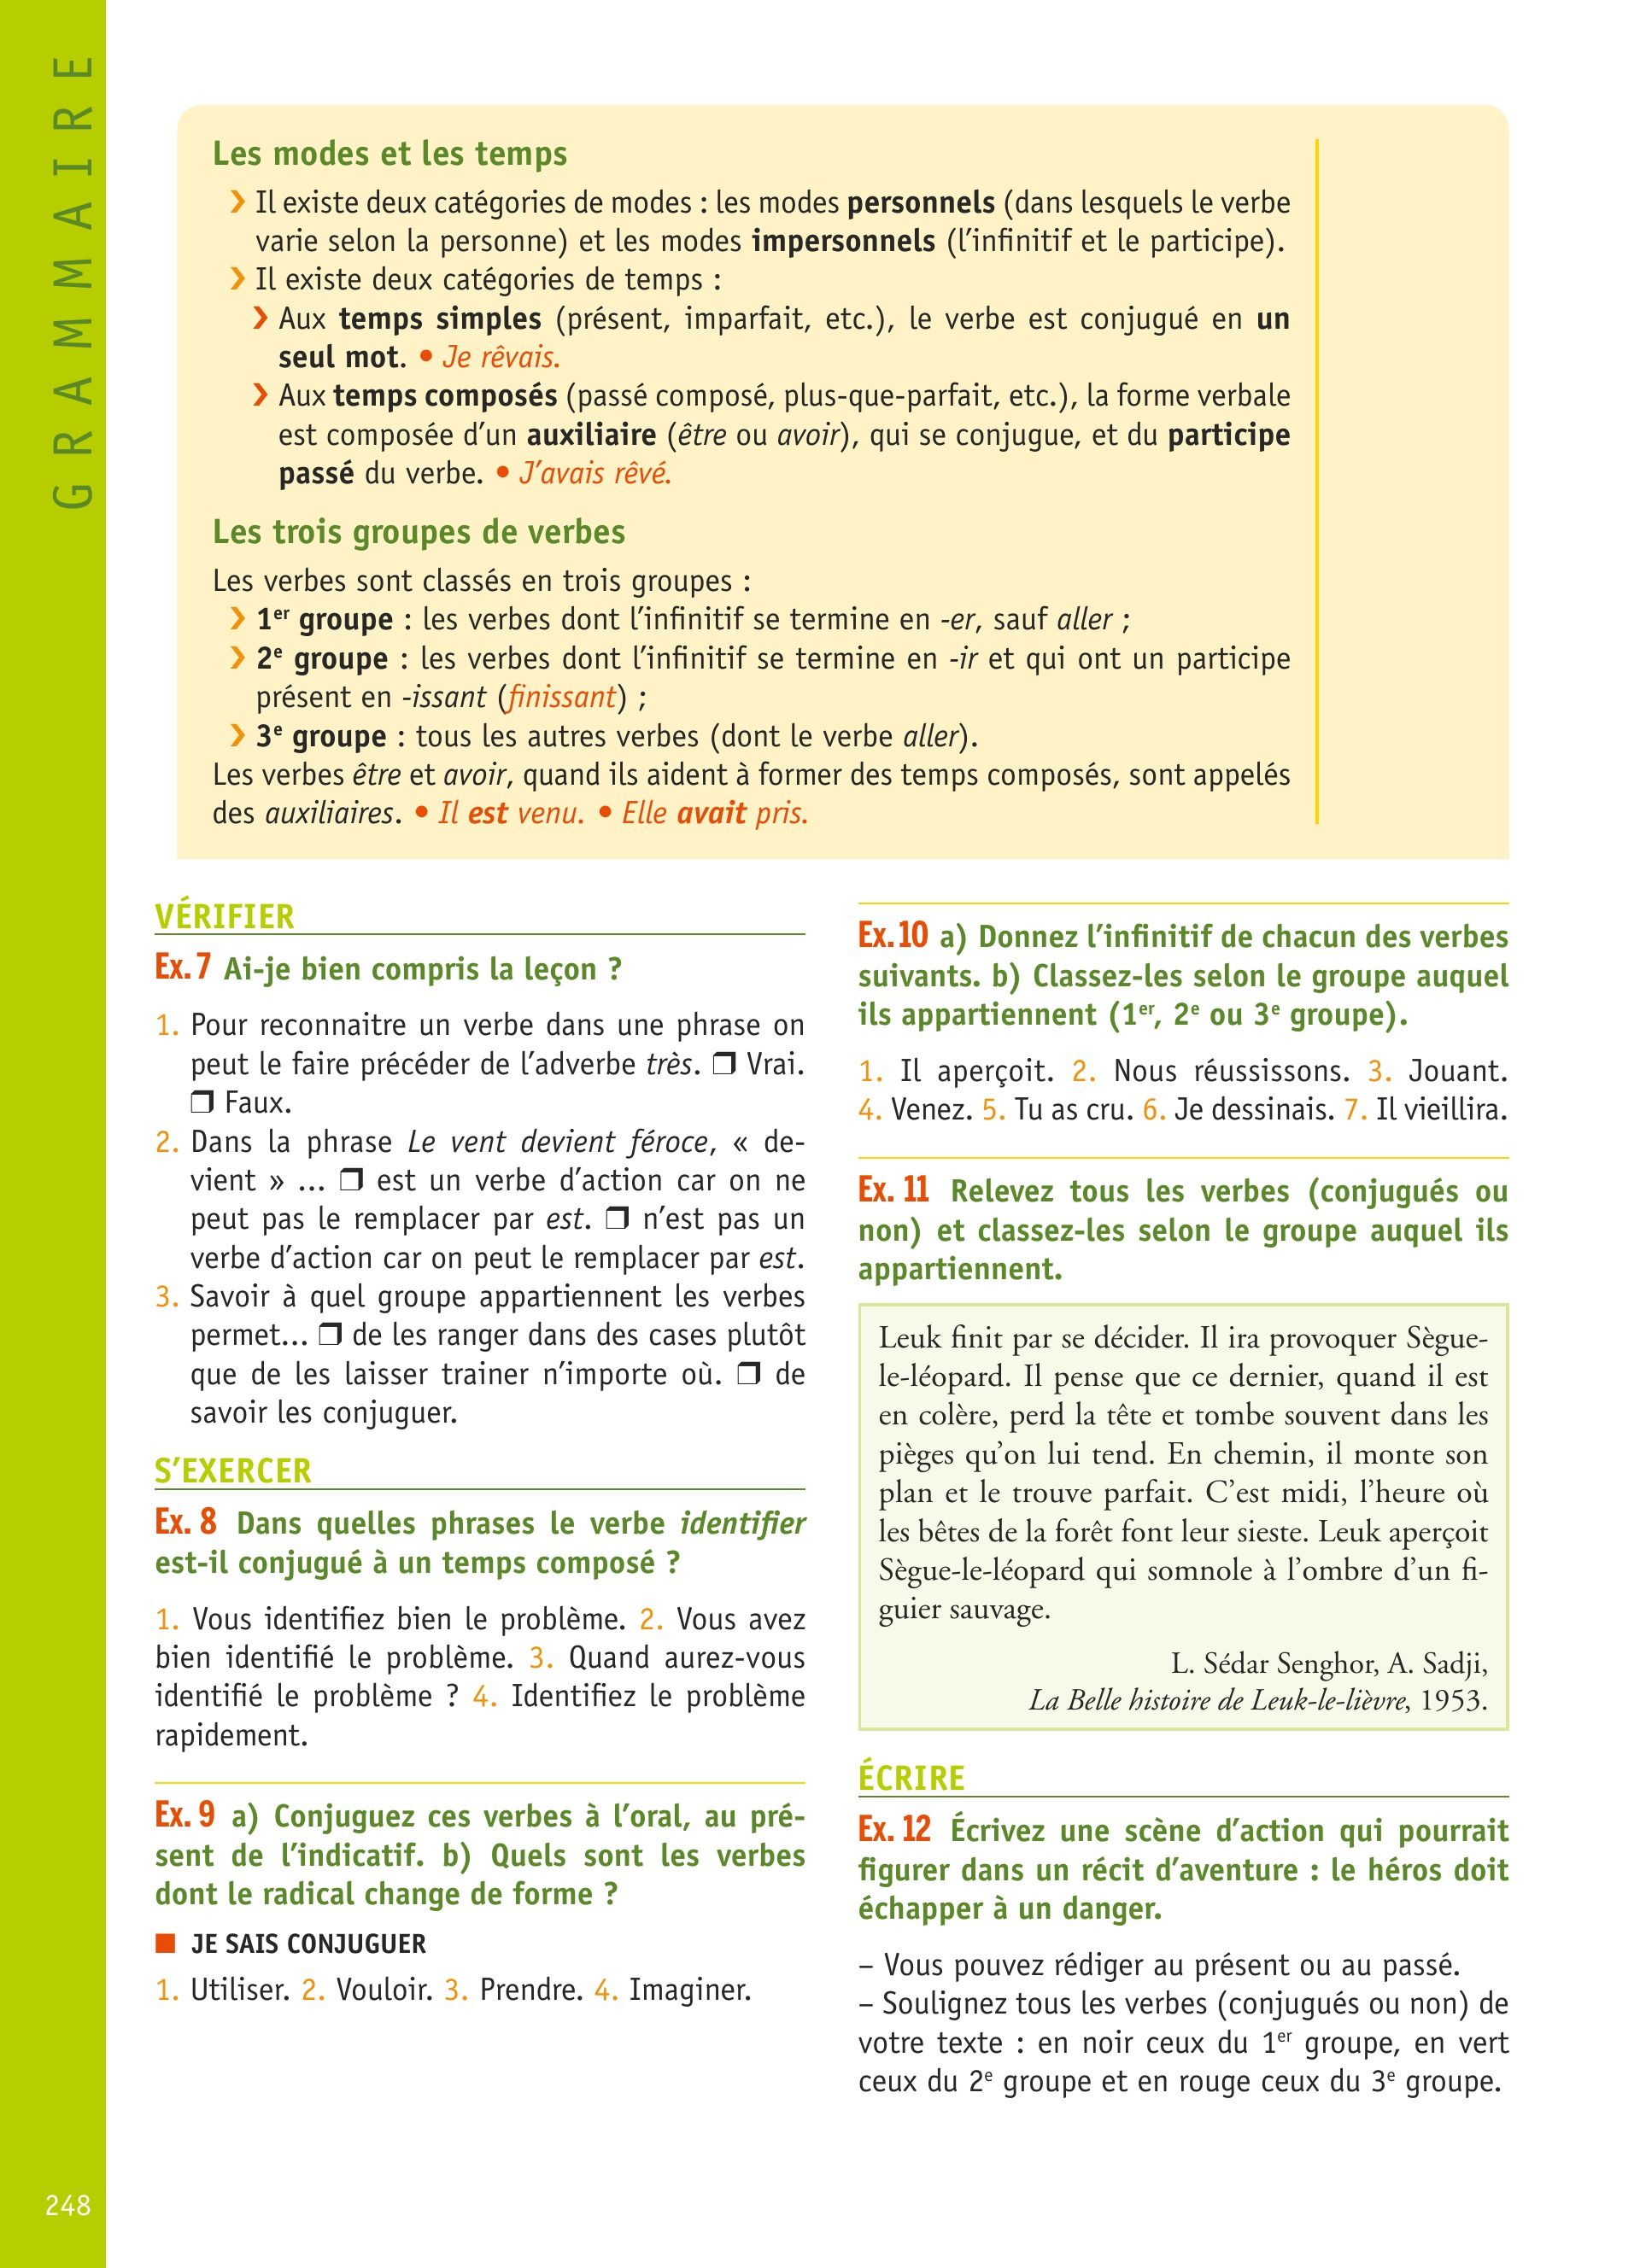 GRAMMAIRE
Les modes et les temps
❯ Il existe deux catégories de modes : les modes personnels (dans lesquels le verbe
varie selon la personne) et les modes impersonnels (l’infinitif et le participe).
❯ Il existe deux catégories de temps :
❯ Aux temps simples (présent, imparfait, etc.), le verbe est conjugué en un
seul mot. • Je rêvais.
❯ Aux temps composés (passé composé, plus-que-parfait, etc.), la forme verbale
est composée d’un auxiliaire (être ou avoir), qui se conjugue, et du participe
passé du verbe. • J’avais rêvé.
Les trois groupes de verbes
Les verbes sont classés en trois groupes :
❯ 1er groupe : les verbes dont l’infinitif se termine en -er, sauf aller ;
❯ 2e groupe : les verbes dont l’infinitif se termine en -ir et qui ont un participe
présent en -issant (finissant) ;
❯ 3e groupe : tous les autres verbes (dont le verbe aller).
Les verbes être et avoir, quand ils aident à former des temps composés, sont appelés
des auxiliaires. • Il est venu. • Elle avait pris.
VÉRIFIER
Ex. 7 Ai-je bien compris la leçon ?
1. Pour reconnaitre un verbe dans une phrase on
peut le faire précéder de l’adverbe très. ❒ Vrai.
❒ Faux.
2. Dans la phrase Le vent devient féroce, « de-
vient » … ❒ est un verbe d’action car on ne
peut pas le remplacer par est. ❒ n’est pas un
verbe d’action car on peut le remplacer par est.
3. Savoir à quel groupe appartiennent les verbes
permet… ❒ de les ranger dans des cases plutôt
que de les laisser trainer n’importe où. ❒ de
savoir les conjuguer.
S’EXERCER
Ex. 8 Dans quelles phrases le verbe identifier
est-il conjugué à un temps composé ?
1. Vous identifiez bien le problème. 2. Vous avez
bien identifié le problème. 3. Quand aurez-vous
identifié le problème ? 4. Identifiez le problème
rapidement.
Ex. 9 a) Conjuguez ces verbes à l’oral, au pré-
sent de l’indicatif. b) Quels sont les verbes
dont le radical change de forme ?
■ JE SAIS CONJUGUER
1. Utiliser. 2. Vouloir. 3. Prendre. 4. Imaginer.
Ex. 10 a) Donnez l’infinitif de chacun des verbes
suivants. b) Classez-les selon le groupe auquel
ils appartiennent (1er, 2e ou 3e groupe).
1. Il aperçoit. 2. Nous réussissons. 3. Jouant.
4. Venez. 5. Tu as cru. 6. Je dessinais. 7. Il vieillira.
Ex. 11 Relevez tous les verbes (conjugués ou
non) et classez-les selon le groupe auquel ils
appartiennent.
Leuk finit par se décider. Il ira provoquer Sègue-
le-léopard. Il pense que ce dernier, quand il est
en colère, perd la tête et tombe souvent dans les
pièges qu’on lui tend. En chemin, il monte son
plan et le trouve parfait. C’est midi, l’heure où
les bêtes de la forêt font leur sieste. Leuk aperçoit
Sègue-le-léopard qui somnole à l’ombre d’un fi-
guier sauvage.
L. Sédar Senghor, A. Sadji,
La Belle histoire de Leuk-le-lièvre, 1953.
ÉCRIRE
Ex. 12 Écrivez une scène d’action qui pourrait
figurer dans un récit d’aventure : le héros doit
échapper à un danger.
– Vous pouvez rédiger au présent ou au passé.
– Soulignez tous les verbes (conjugués ou non) de
votre texte : en noir ceux du 1er groupe, en vert
ceux du 2e groupe et en rouge ceux du 3e groupe.
248